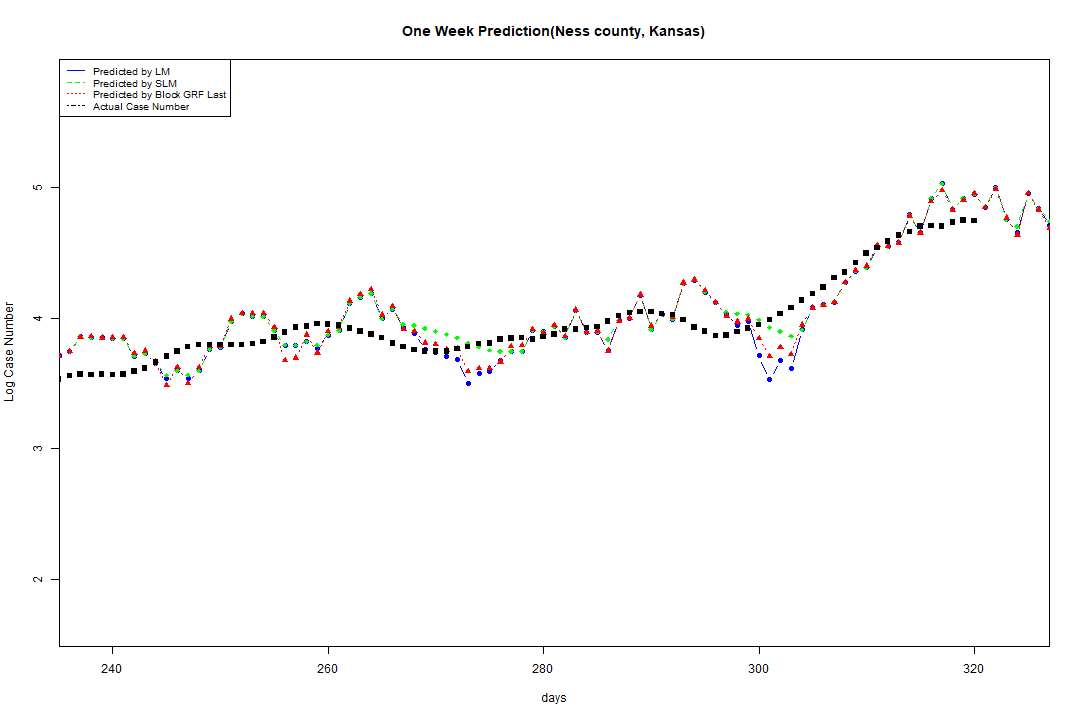 One Week Prediction(Ness county, Kansas)
Predicted by LM
Predicted by SLM
Predicted by Block GRF Last
Actual Case Number
5
4
3
2
Log Case Number
240 260 280 300 320
days